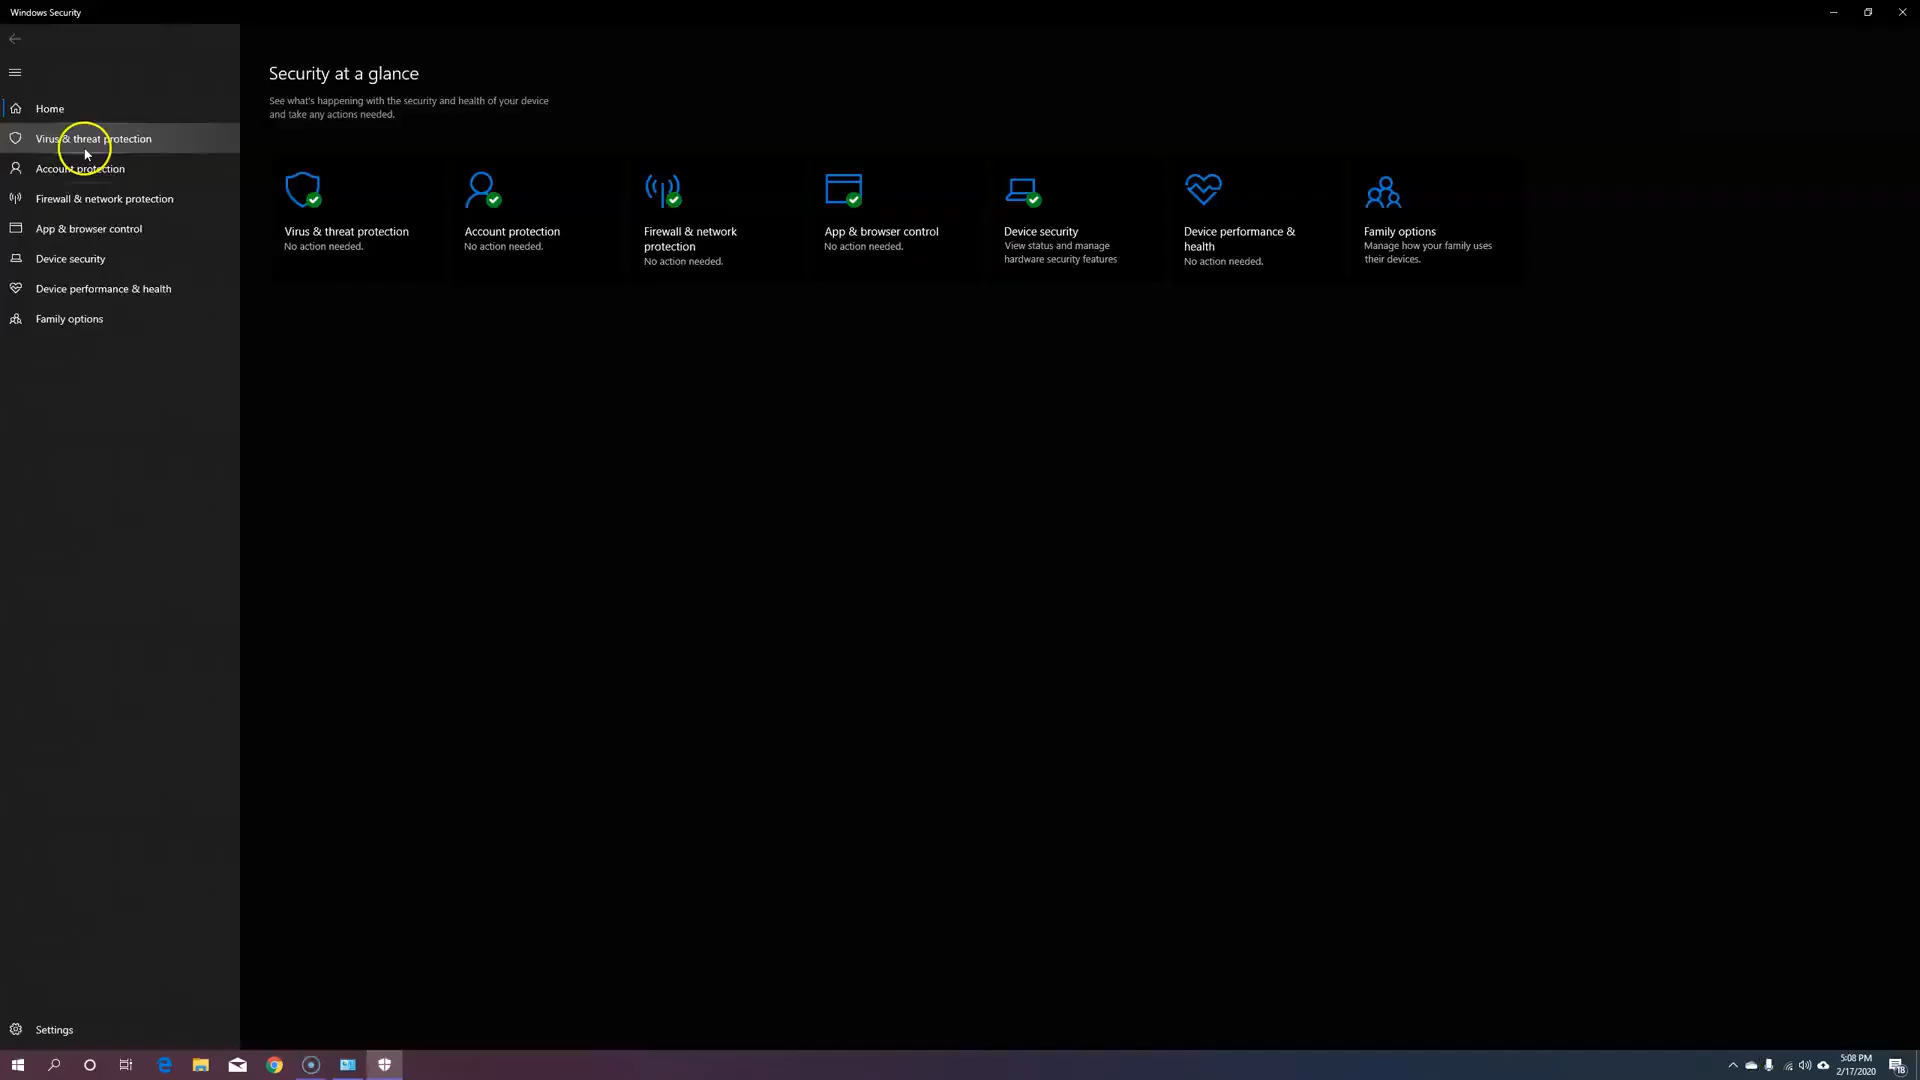 Windows Security
Home
Virus & threat protection
Account protection
Firewall & network protection
App & browser control
Device security
Device performance & health
Family options
Settings
Security at a glance
See what's happening with the security and health of your device
and take any actions needed.
Virus & threat protection
No action needed.
Account protection
No action needed.
Firewall & network
protection
No action needed.
App & browser control
No action needed.
Device security
View status and manage
hardware security features
Device performance &
health
No action needed.
Family options
Manage how your family uses
their devices.
5:08 PM
2/17/2020
18